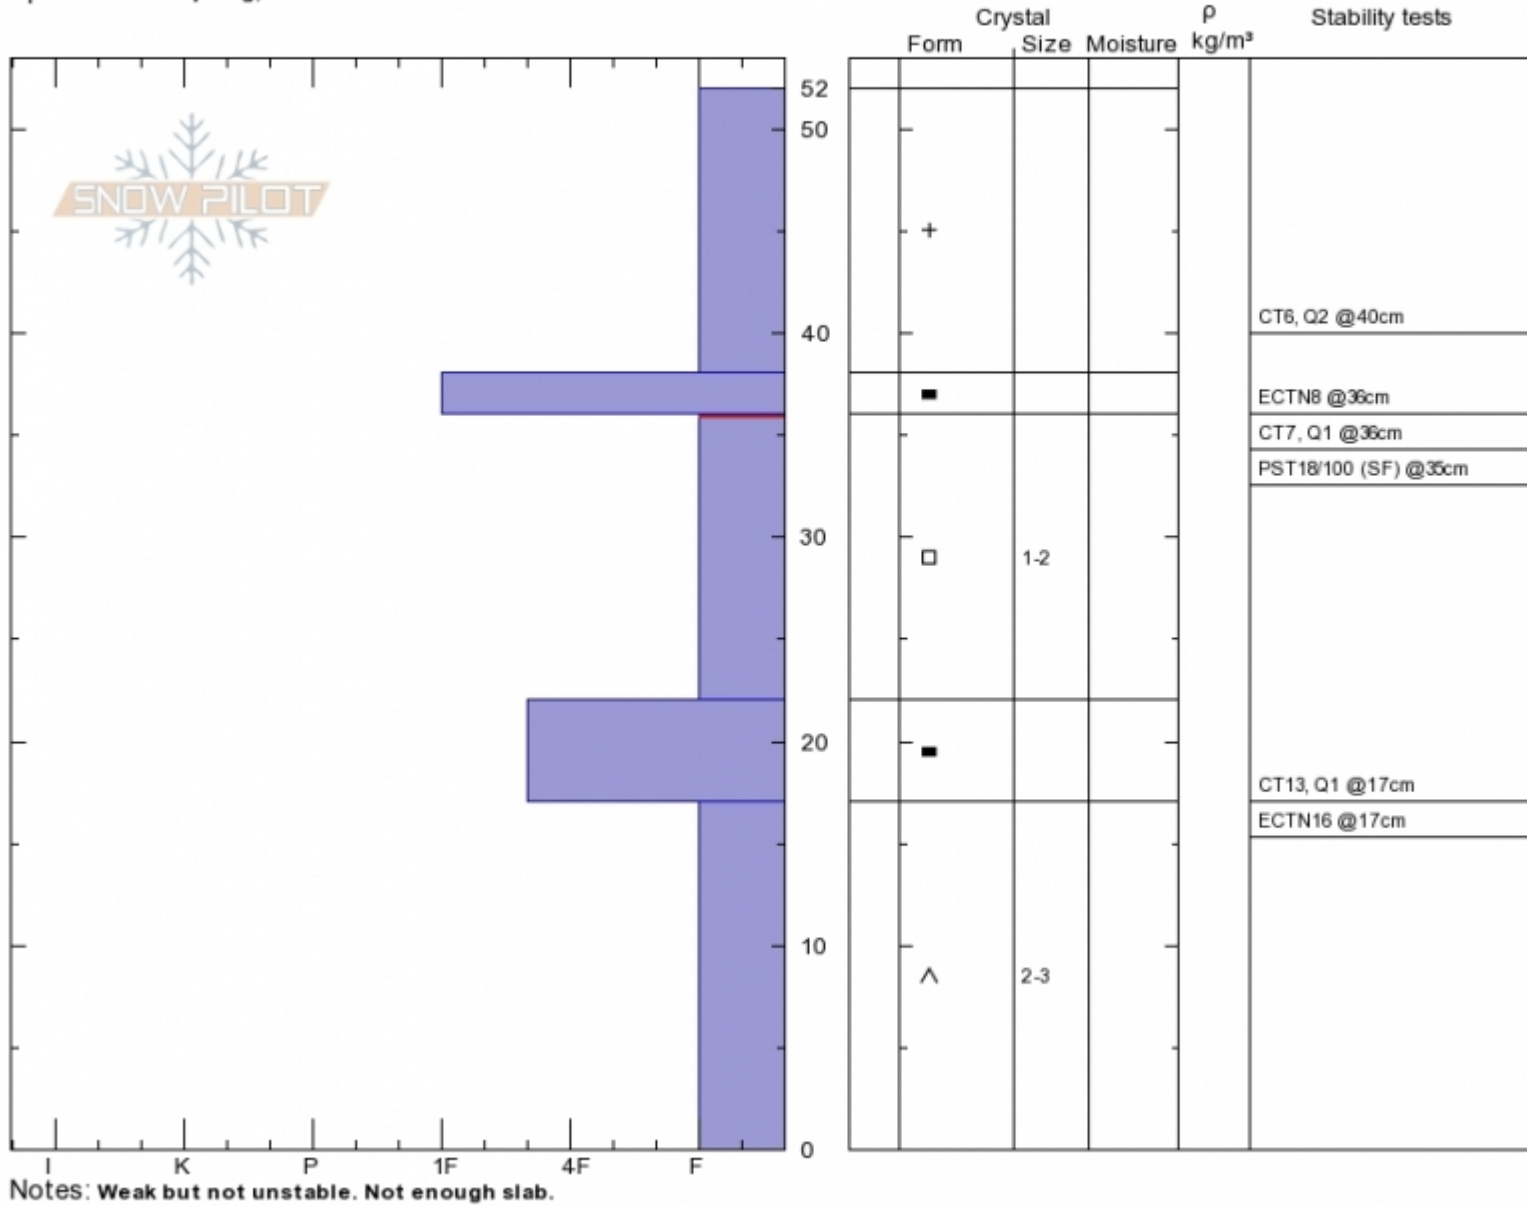 Crystal
ρ
Stability tests
Form
Size
Moisture
kg/m³
52
50
SNOW PILOT
+
CT6, Q2 @40cm
40
ECTN8 @36cm
CT7, Q1 @36cm
PST18/100 (SF) @35cm
30
1-2
20
CT13, Q1 @17cm
ECTN16 @17cm
10
2-3
0
I K P 1F 4F F
Notes: Weak but not unstable. Not enough slab.